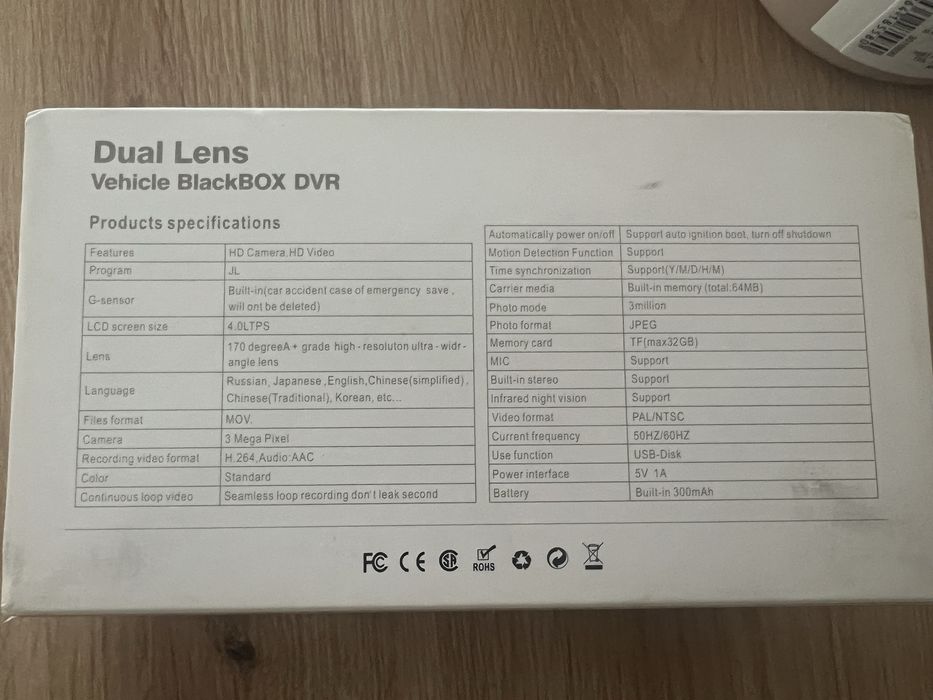 Dual Lens
Vehicle BlackBOX DVR
Products specifications
Features HD Camera,HD Video
Program JL
G-sensor Buillt-in(car accident case of emergency save ,
wiil ont be deleted)
LCD screen size 4.0LTPS
Lens 170 degreeA+ grade high-resoluton ultra-widr-
angle lens
Language Russian, Japanese ,English,Chinese(simplified),
Chinese(Traditional), Korean, etc...
Files format MOV.
Camera 3 Mega Pixel
Recording video format H.264,Audio:AAC
Color Standard
Continuous loop video Seamless loop recording don't leak second
Automatically power on/off Support auto ignition boot, turn off shutdown
Motion Detection Function Support
Time synchronization Support(Y/M/D/H/M)
Carrier media Built-in memory (total:64MB)
Photo mode 3million
Photo format JPEG
Memory card TF(max32GB)
MIC Support
Built-in stereo Support
Infrared night vision Support
Video format PAL/NTSC
Current frequency 50HZ/60HZ
Use function USB-Disk
Power interface 5V 1A
Battery Built-in 300mAh
FC CE SR ROHS